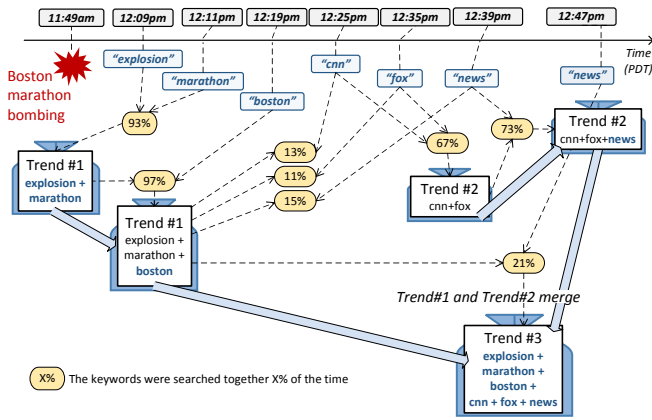 11:49am 12:09pm 12:11pm 12:19pm 12:25pm 12:35pm 12:39pm 12:47pm
Time
(PDT)
Boston
marathon
bombing
"explosion"
"marathon"
"boston"
"cnn"
"fox"
"news"
"news"
93%
97%
13%
11%
15%
67%
73%
21%
Trend #1
explosion +
marathon
Trend #1
explosion +
marathon +
boston
Trend #2
cnn+fox
Trend #2
cnn+fox+news
Trend#1 and Trend#2 merge
Trend #3
explosion +
marathon +
boston +
cnn + fox + news
X% The keywords were searched together X% of the time